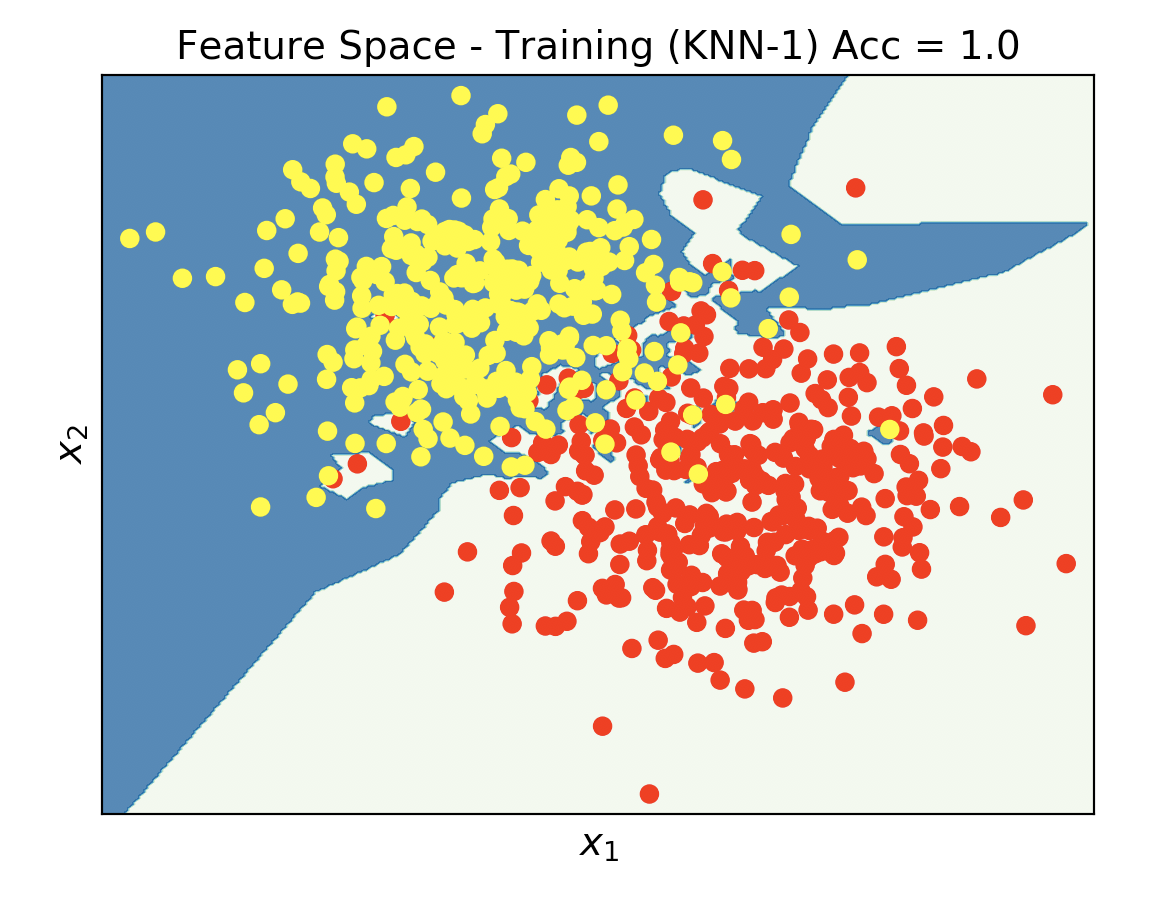 Feature Space - Training (KNN-1) Acc = 1.0
x₂
x₁